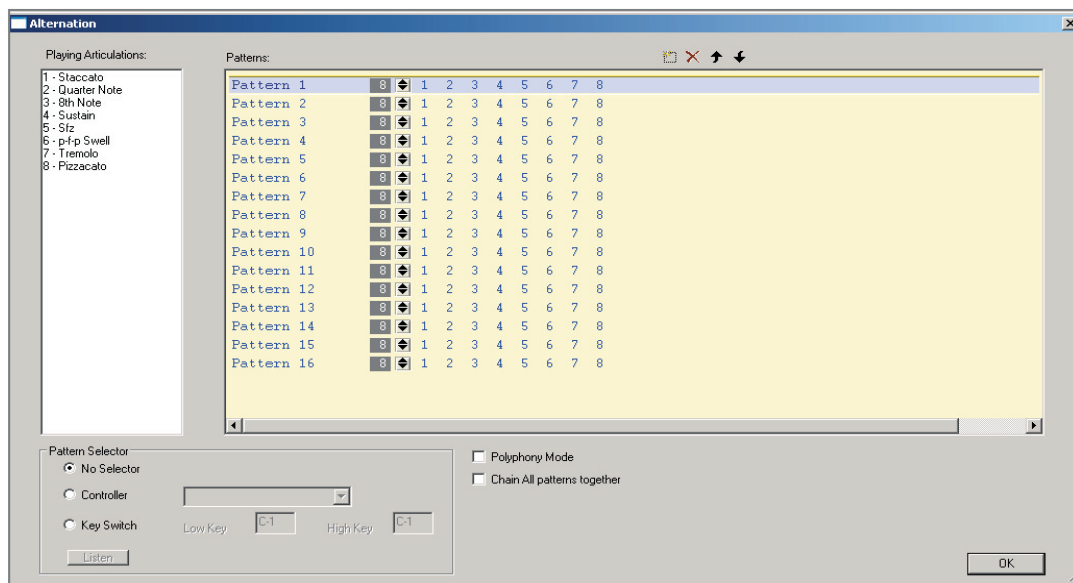 Alternation
Playing Articulations:
1 - Staccato
2 - Quarter Note
3 - 8th Note
4 - Sustain
5 - Sfz
6 - p-f-p Swell
7 - Tremolo
8 - Pizzacato
Patterns:
Pattern 1 8 1 2 3 4 5 6 7 8
Pattern 2 8 1 2 3 4 5 6 7 8
Pattern 3 8 1 2 3 4 5 6 7 8
Pattern 4 8 1 2 3 4 5 6 7 8
Pattern 5 8 1 2 3 4 5 6 7 8
Pattern 6 8 1 2 3 4 5 6 7 8
Pattern 7 8 1 2 3 4 5 6 7 8
Pattern 8 8 1 2 3 4 5 6 7 8
Pattern 9 8 1 2 3 4 5 6 7 8
Pattern 10 8 1 2 3 4 5 6 7 8
Pattern 11 8 1 2 3 4 5 6 7 8
Pattern 12 8 1 2 3 4 5 6 7 8
Pattern 13 8 1 2 3 4 5 6 7 8
Pattern 14 8 1 2 3 4 5 6 7 8
Pattern 15 8 1 2 3 4 5 6 7 8
Pattern 16 8 1 2 3 4 5 6 7 8
Pattern Selector
No Selector
Controller
Key Switch Low Key C-1 High Key C-1
Listen
Polyphony Mode
Chain All patterns together
OK